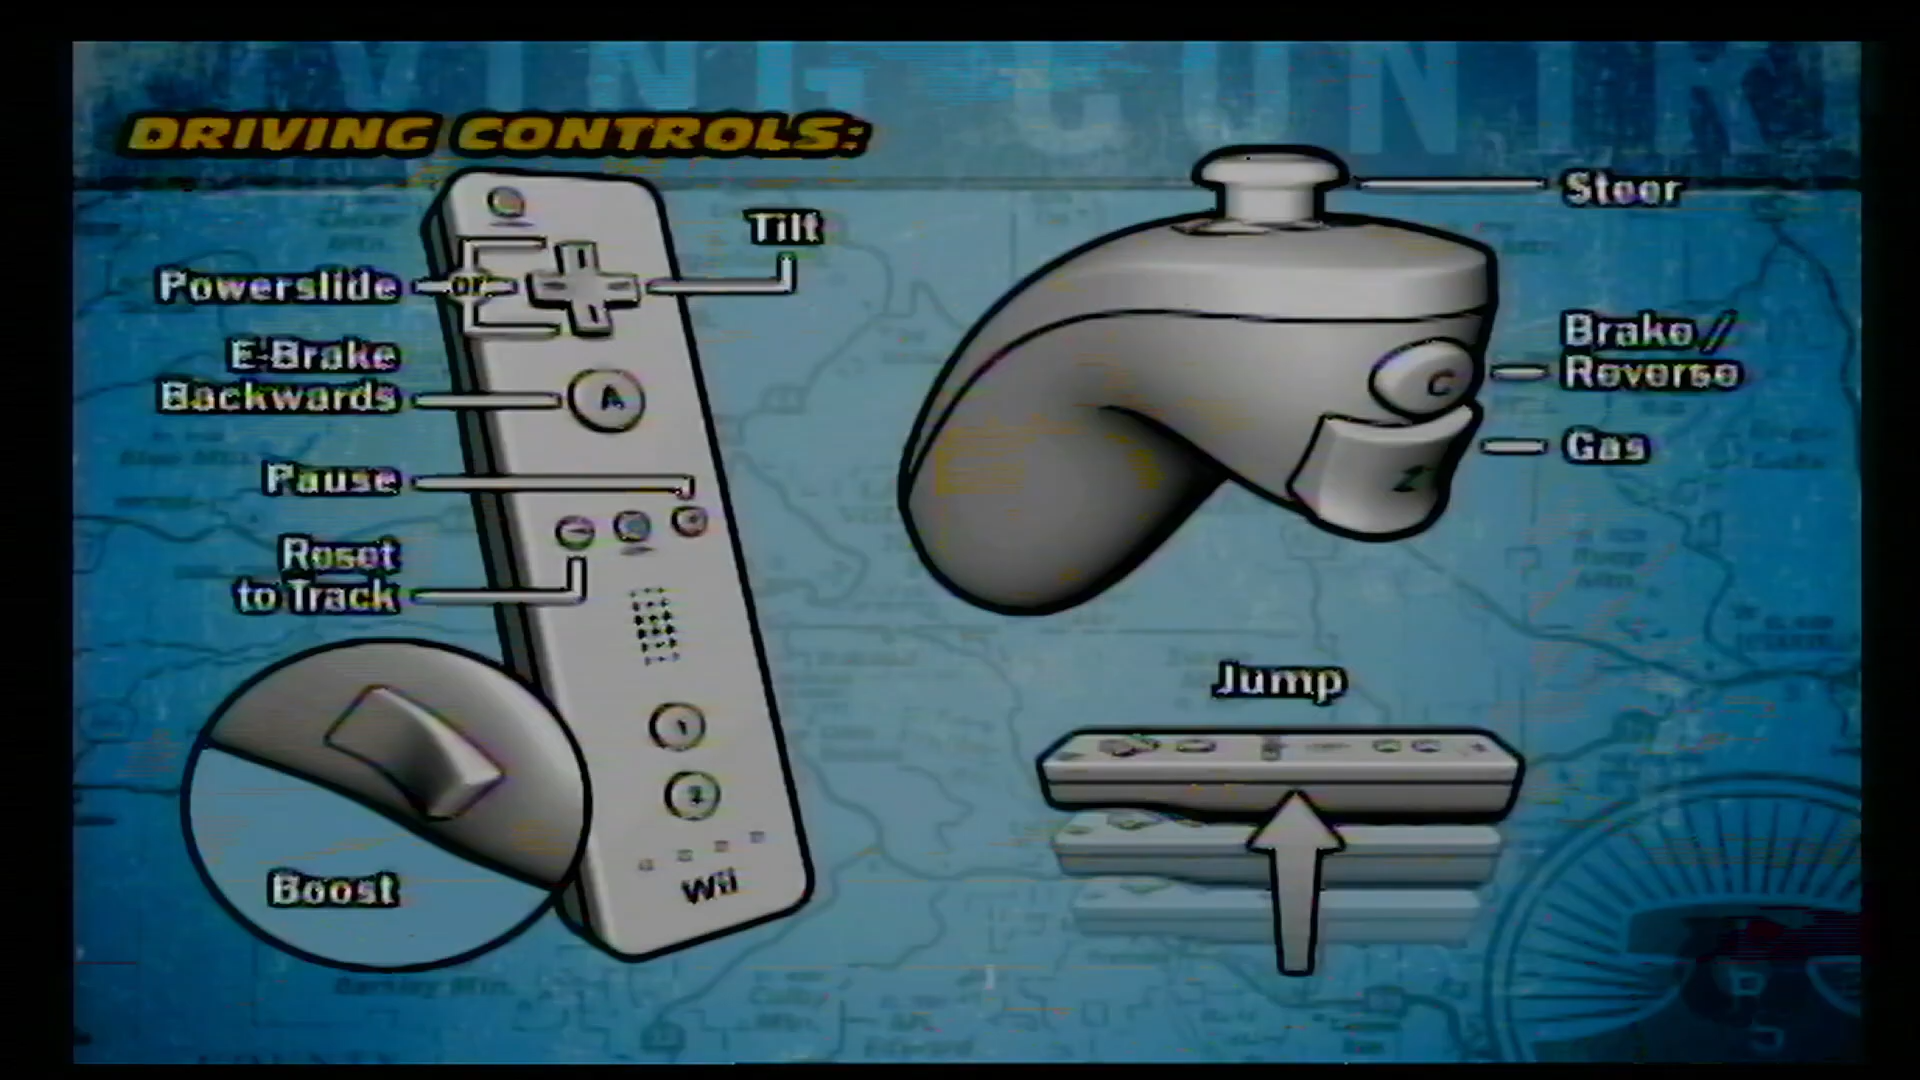 DRIVING CONTROLS:
Tilt
Powerslide
or
E-Brake
Backwards
A
Pause
Reset
to Track
1
2
Wii
Boost
Steer
Brake /
Reverse
C
Gas
Z
Jump